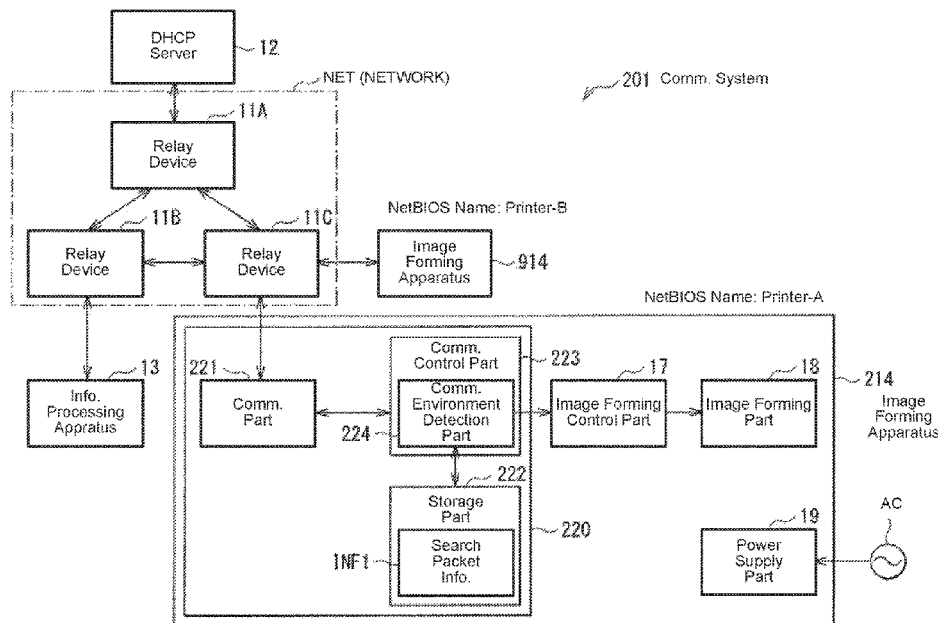 DHCP
Server
12
NET (NETWORK)
201 Comm. System
11A
Relay
Device
11B
Relay
Device
11C
Relay
Device
NetBIOS Name: Printer-B
Image
Forming
Apparatus
914
NetBIOS Name: Printer-A
13
Info.
Processing
Appratus
221
Comm.
Part
Comm.
Control Part
223
Comm.
Environment
Detection
Part
224
17
Image Forming
Control Part
18
Image Forming
Part
214
Image
Forming
Apparatus
222
Storage
Part
220
INF1
Search
Packet
Info.
19
Power
Supply
Part
AC